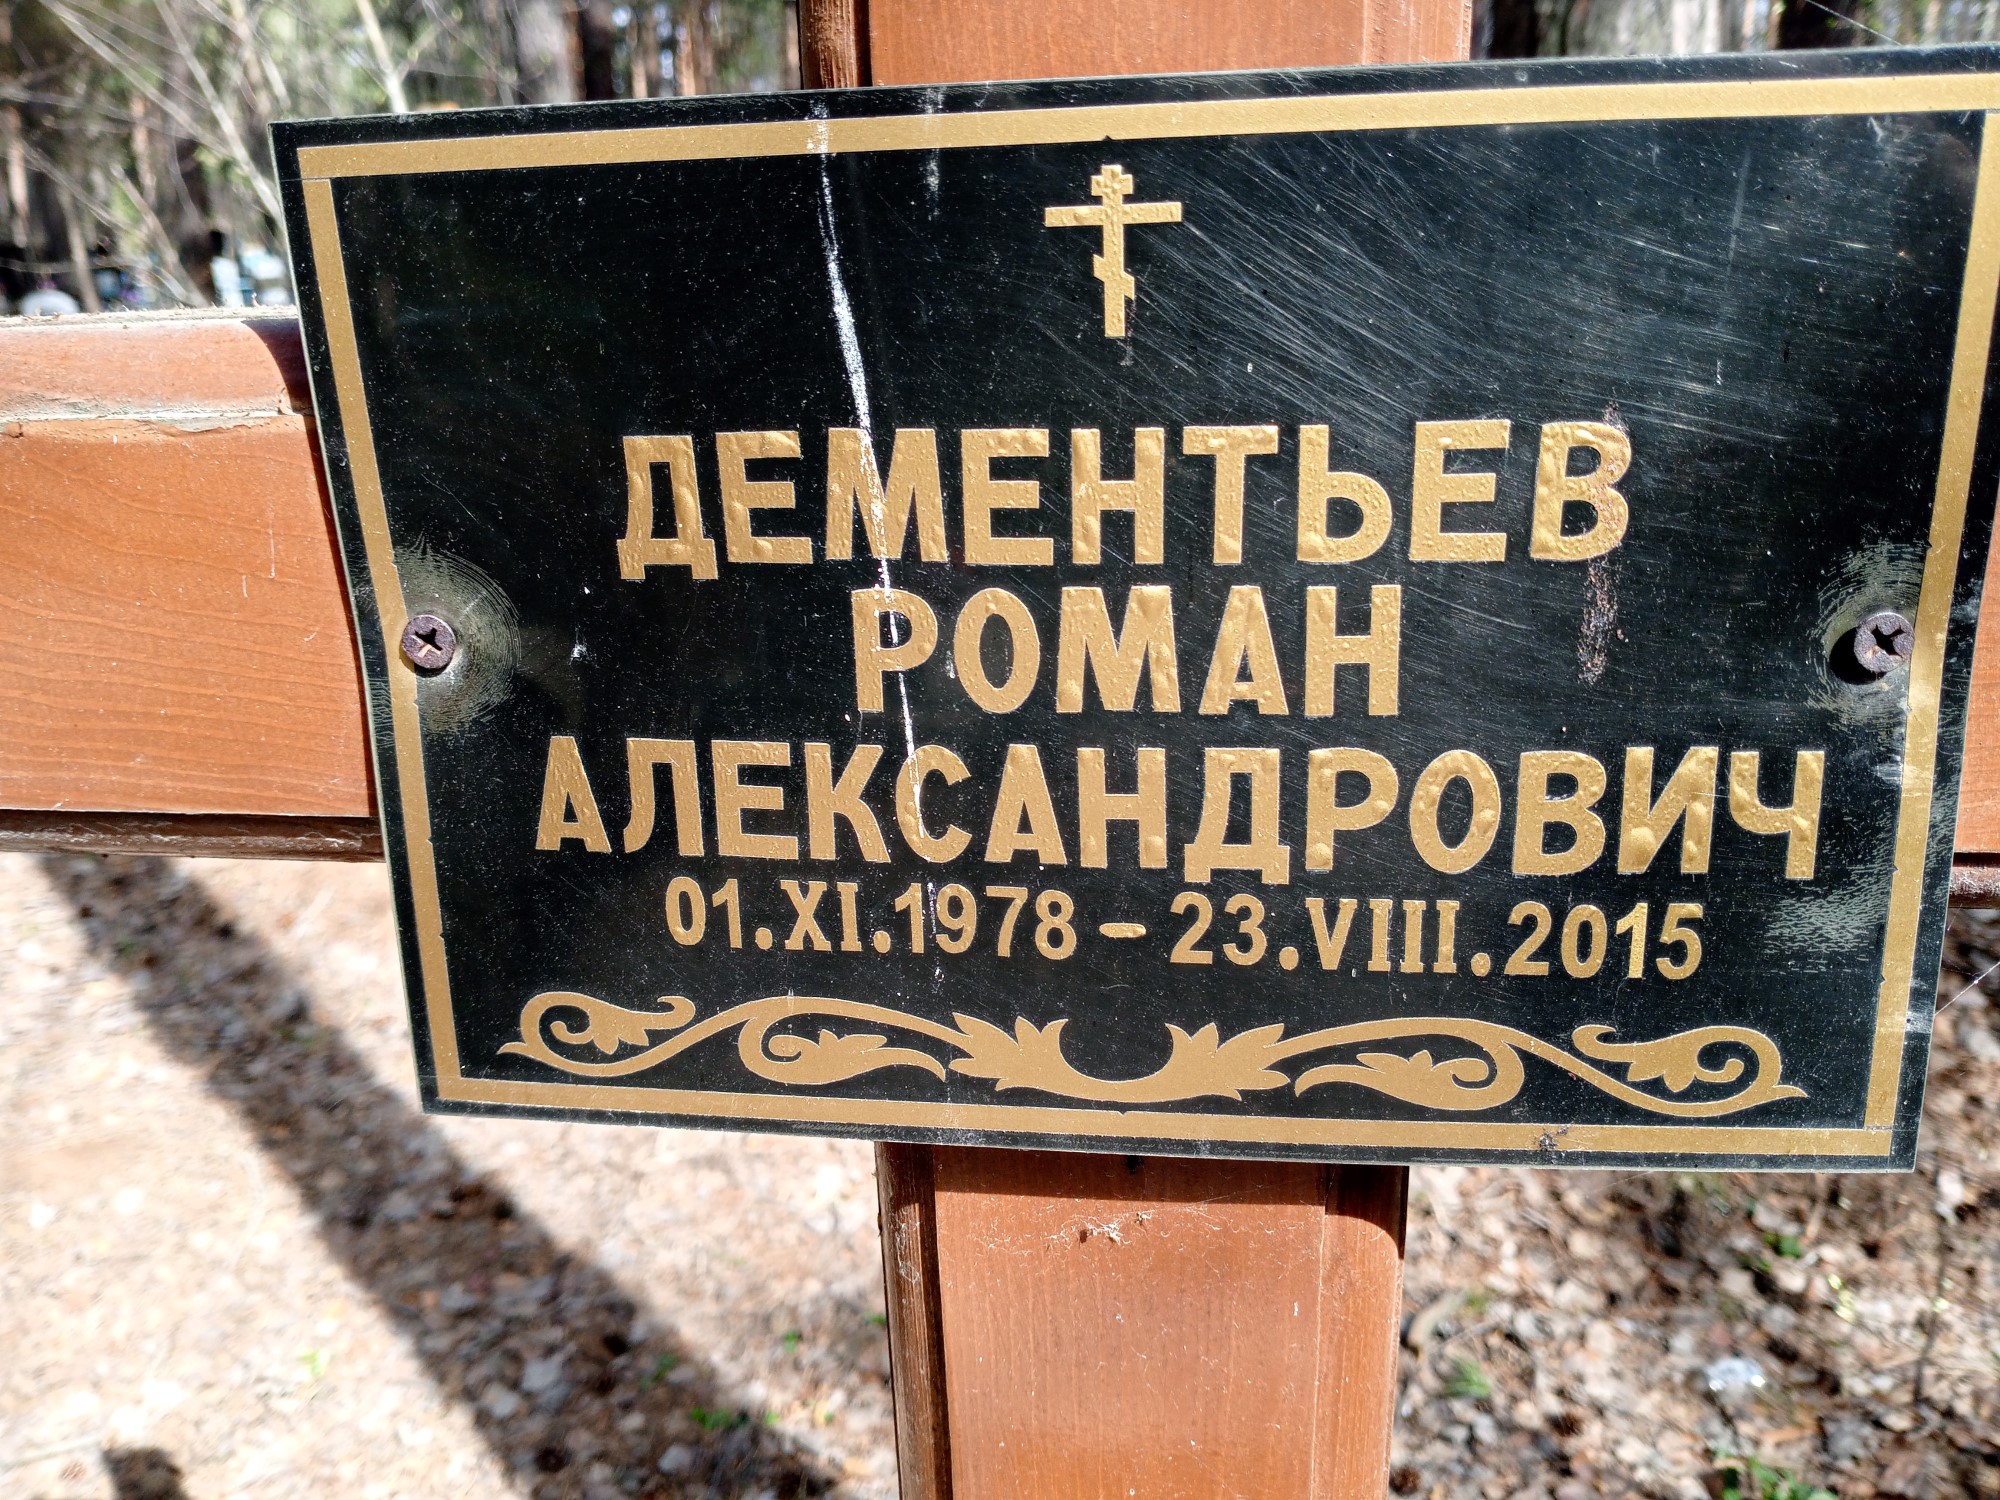 ДЕМЕНТЬЕВ
РОМАН
АЛЕКСАНДРОВИЧ
01.XI.1978 – 23.VIII.2015